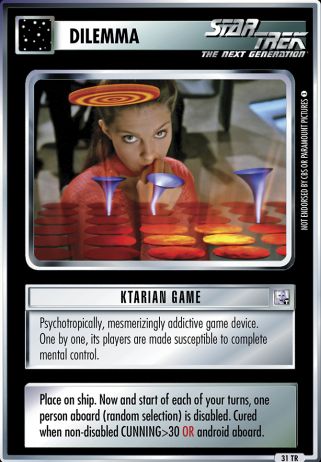 DILEMMA
STAR TREK
THE NEXT GENERATION
NOT ENDORSED BY CBS OR PARAMOUNT PICTURES
KTARIAN GAME
Psychotropically, mesmerizingly addictive game device.
One by one, its players are made susceptible to complete
mental control.
Place on ship. Now and start of each of your turns, one
person aboard (random selection) is disabled. Cured
when non-disabled CUNNING>30 OR android aboard.
31 TR